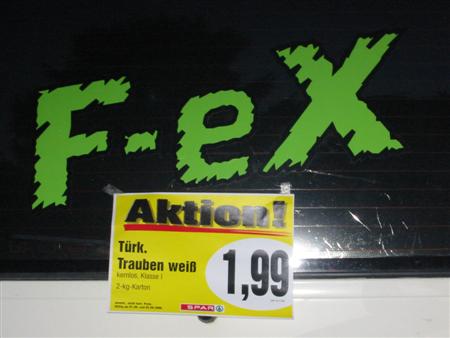 F-eX
Aktion!
Türk.
Trauben weiß
kernlos, Klasse I
2-kg-Karton
1,99
SPAR